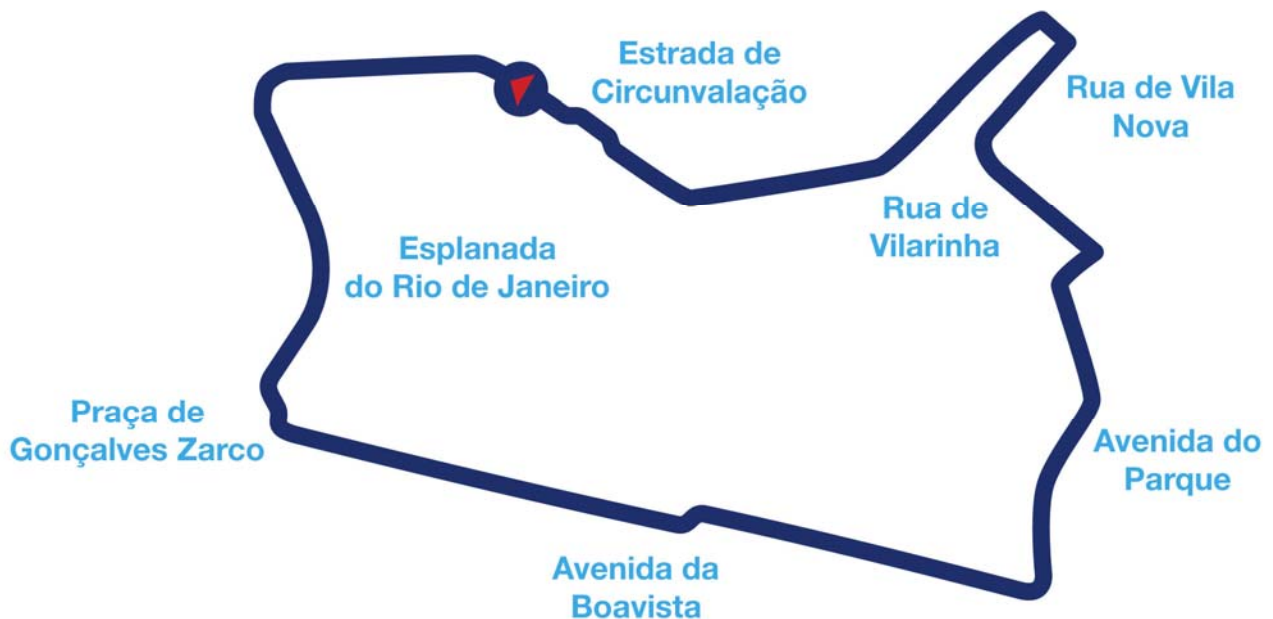 Estrada de
Circunvalação
Rua de Vila
Nova
Rua de
Vilarinha
Esplanada
do Rio de Janeiro
Praça de
Gonçalves Zarco
Avenida do
Parque
Avenida da
Boavista